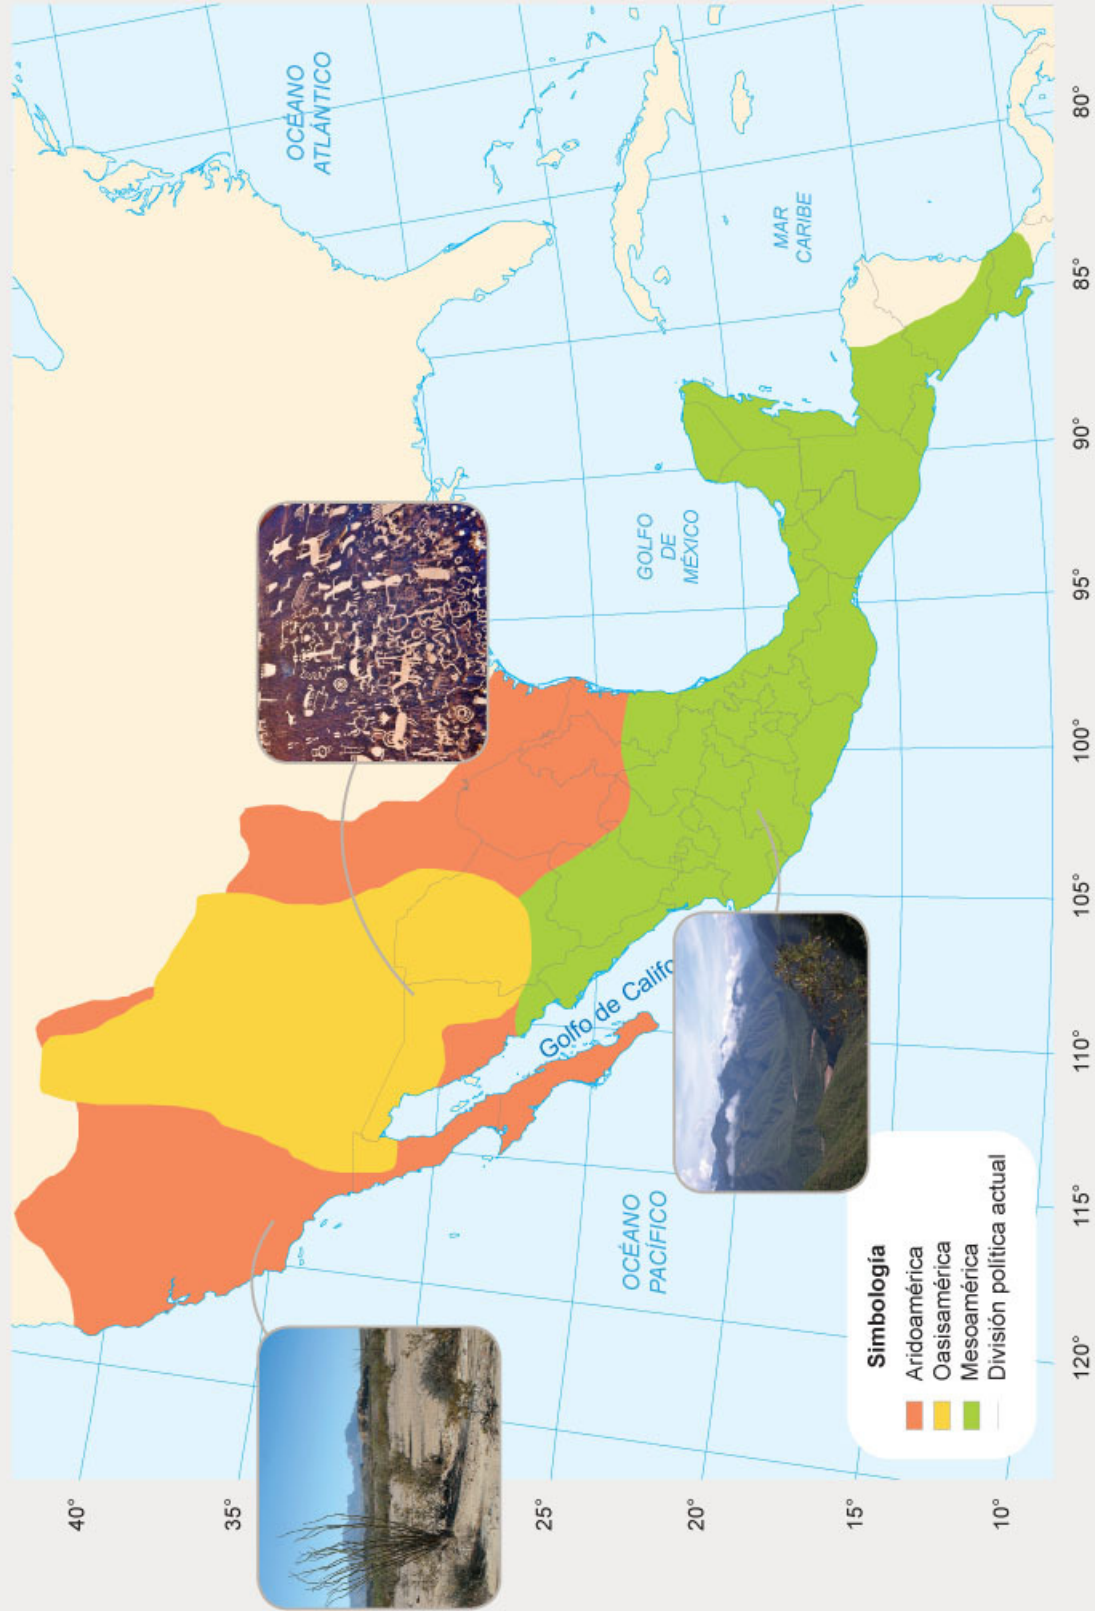 OCÉANO
ATLÁNTICO
GOLFO
DE
MÉXICO
MAR
CARIBE
Golfo de Califo
OCÉANO
PACÍFICO
40°
35°
25°
20°
15°
10°
120°
115°
110°
105°
100°
95°
90°
85°
80°
Simbología
Aridoamérica
Oasisamérica
Mesoamérica
División política actual